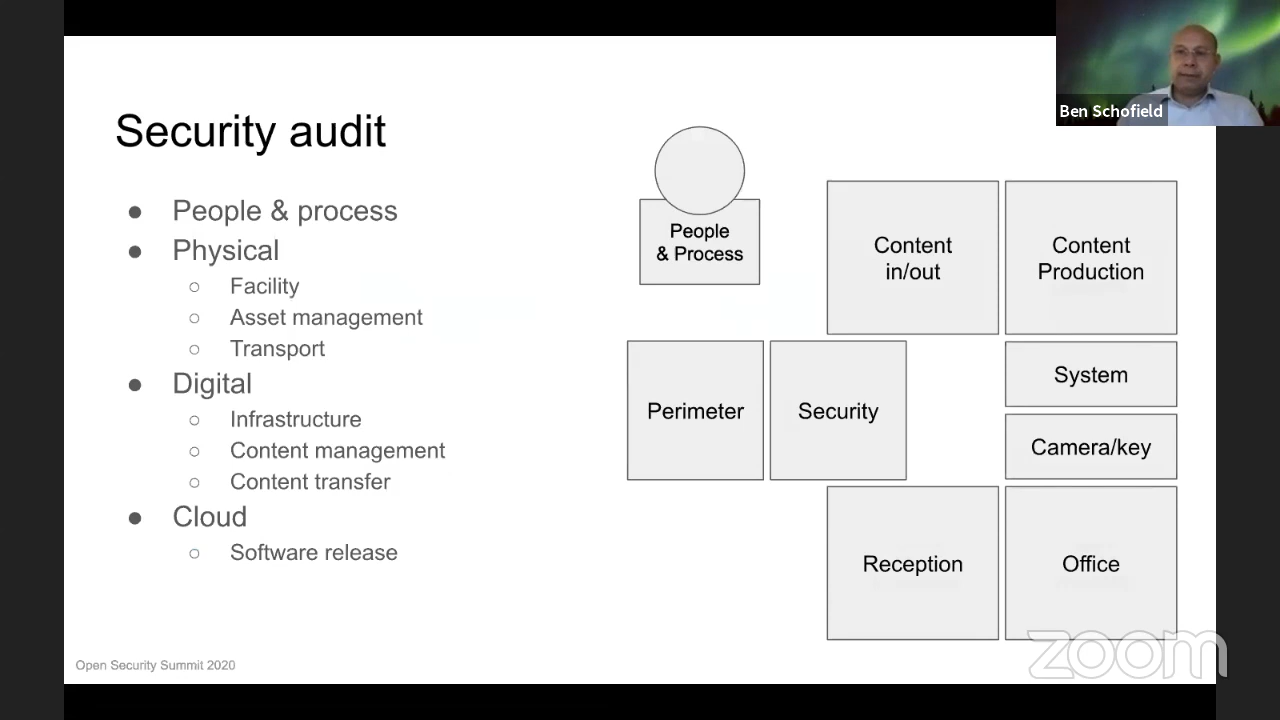 Security audit
People & process
Physical
Facility
Asset management
Transport
Digital
Infrastructure
Content management
Content transfer
Cloud
Software release
People
& Process
Content
in/out
Content
Production
Perimeter
Security
System
Camera/key
Reception
Office
Open Security Summit 2020
Ben Schofield
zoom